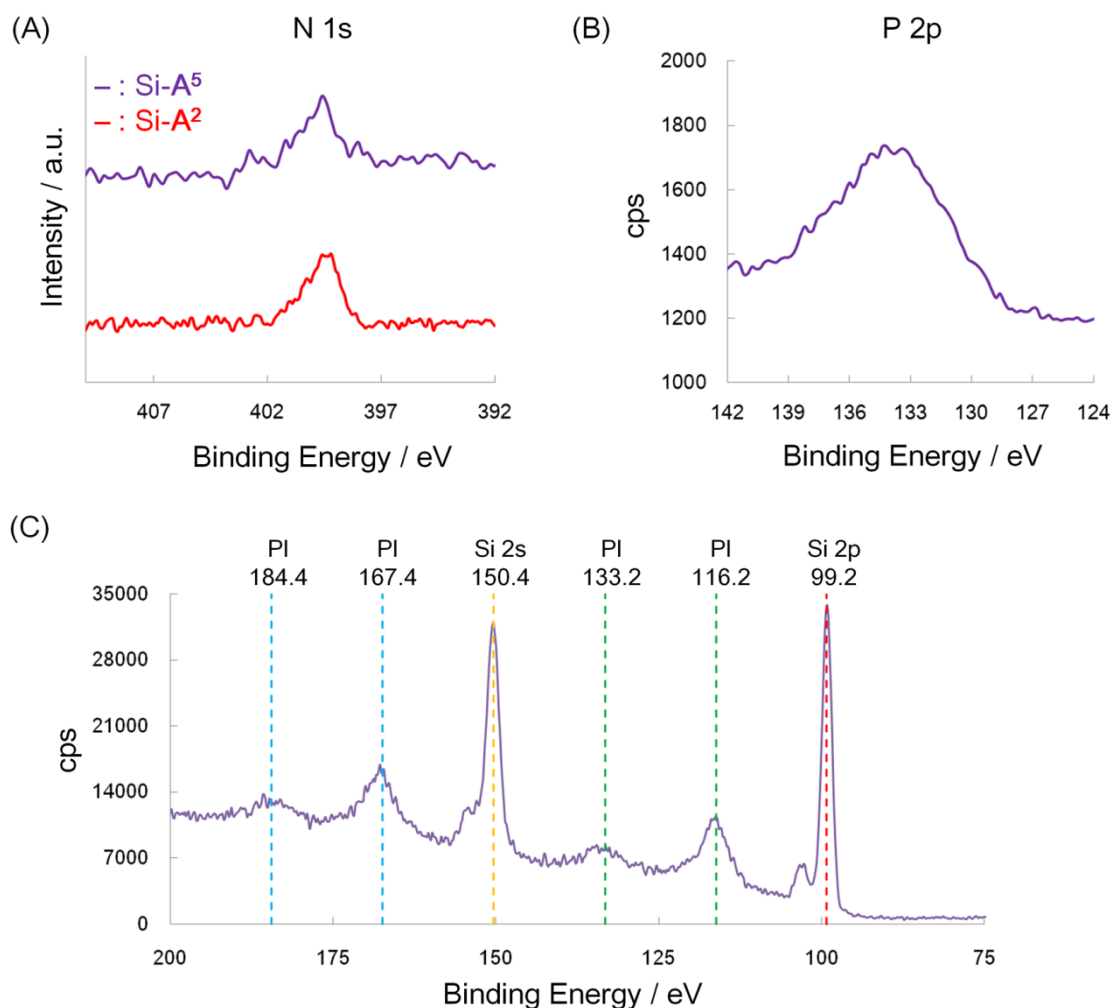 (A)
N 1s
– : Si-A⁵
– : Si-A²
Intensity / a.u.
407 402 397 392
Binding Energy / eV
(B)
P 2p
cps
2000
1800
1600
1400
1200
1000
142 139 136 133 130 127 124
Binding Energy / eV
(C)
PI PI Si 2s PI PI Si 2p
184.4 167.4 150.4 133.2 116.2 99.2
cps
35000
28000
21000
14000
7000
0
200 175 150 125 100 75
Binding Energy / eV